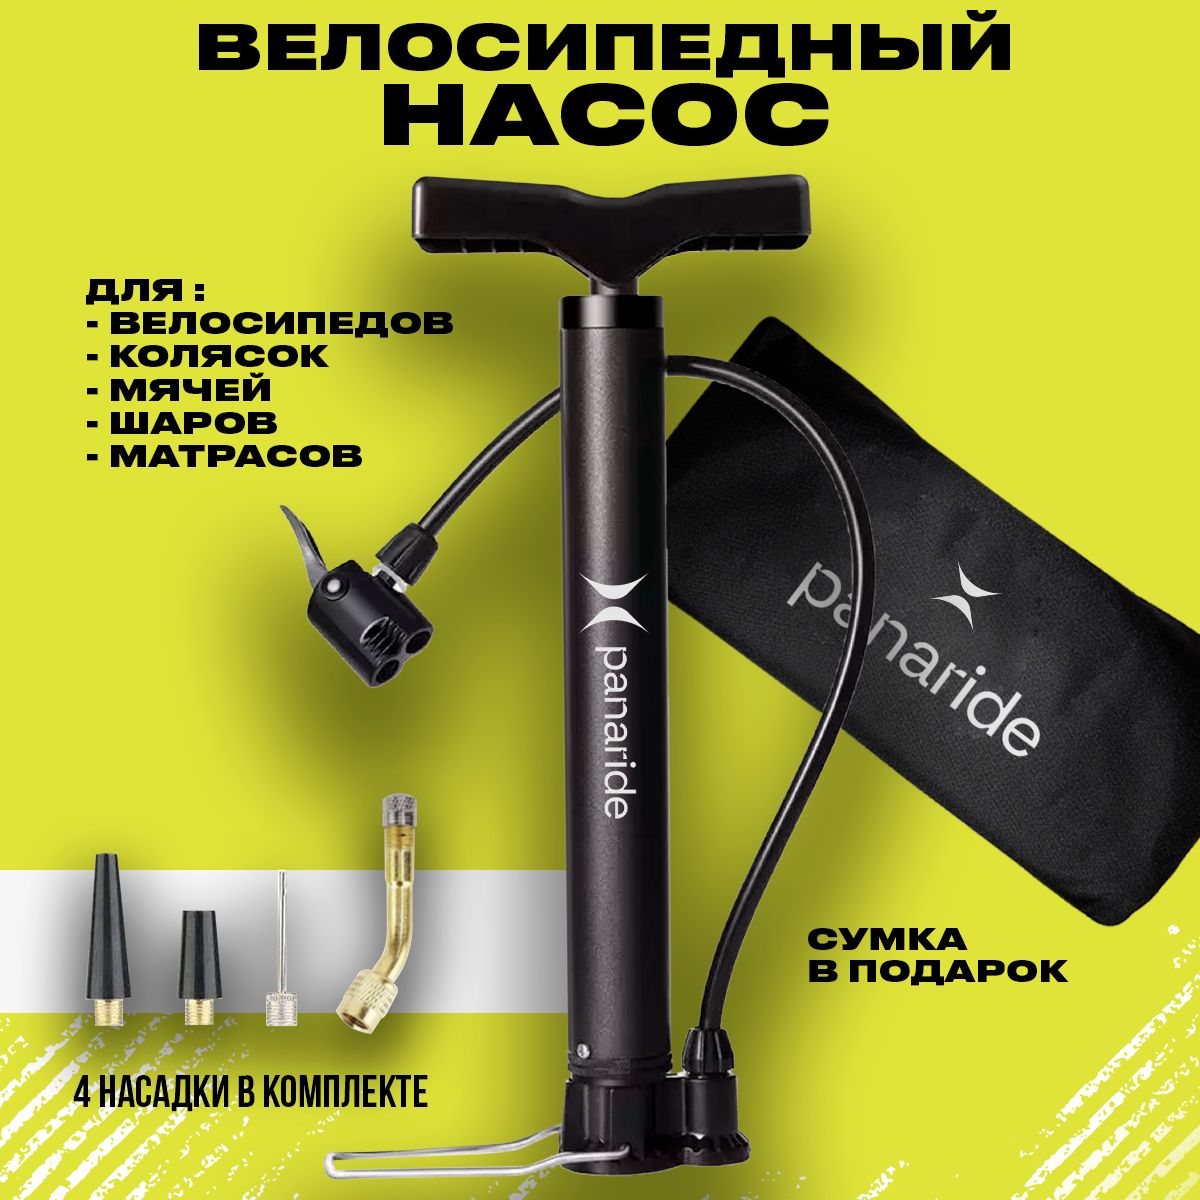 ВЕЛОСИПЕДНЫЙ
НАСОС
ДЛЯ :
- ВЕЛОСИПЕДОВ
- КОЛЯСОК
- МЯЧЕЙ
- ШАРОВ
- МАТРАСОВ
panaride
panaride
СУМКА
В ПОДАРОК
4 НАСАДКИ В КОМПЛЕКТЕ